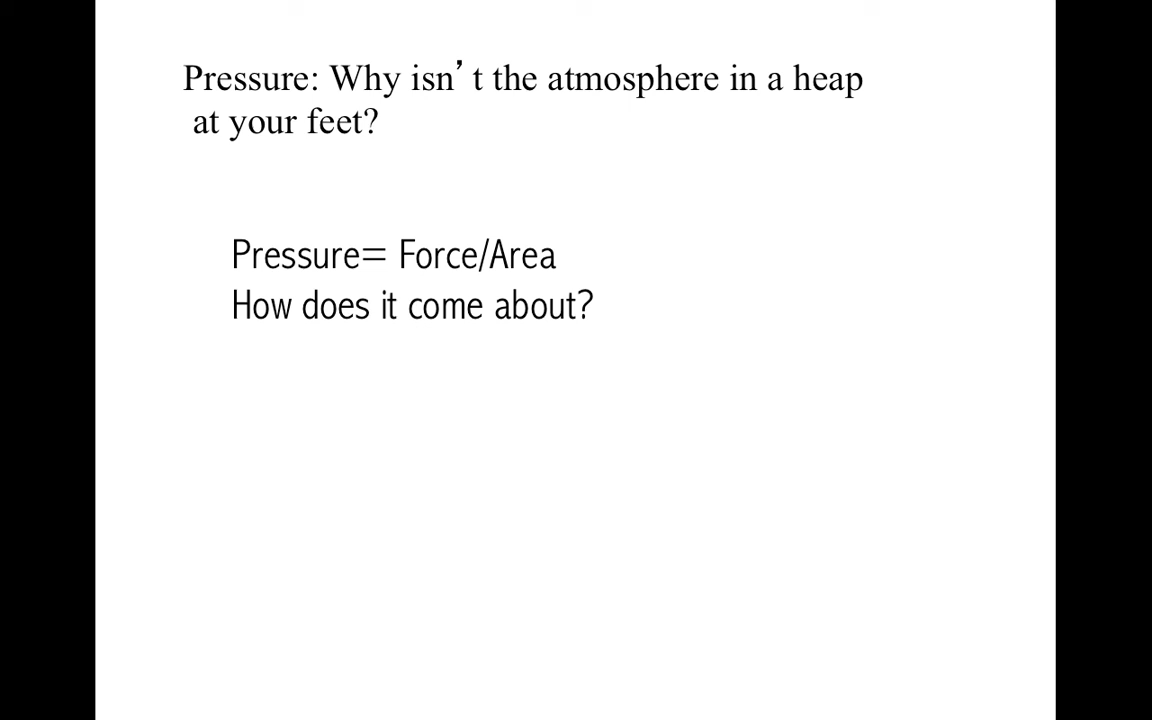 Pressure: Why isn’t the atmosphere in a heap
at your feet?
Pressure= Force/Area
How does it come about?